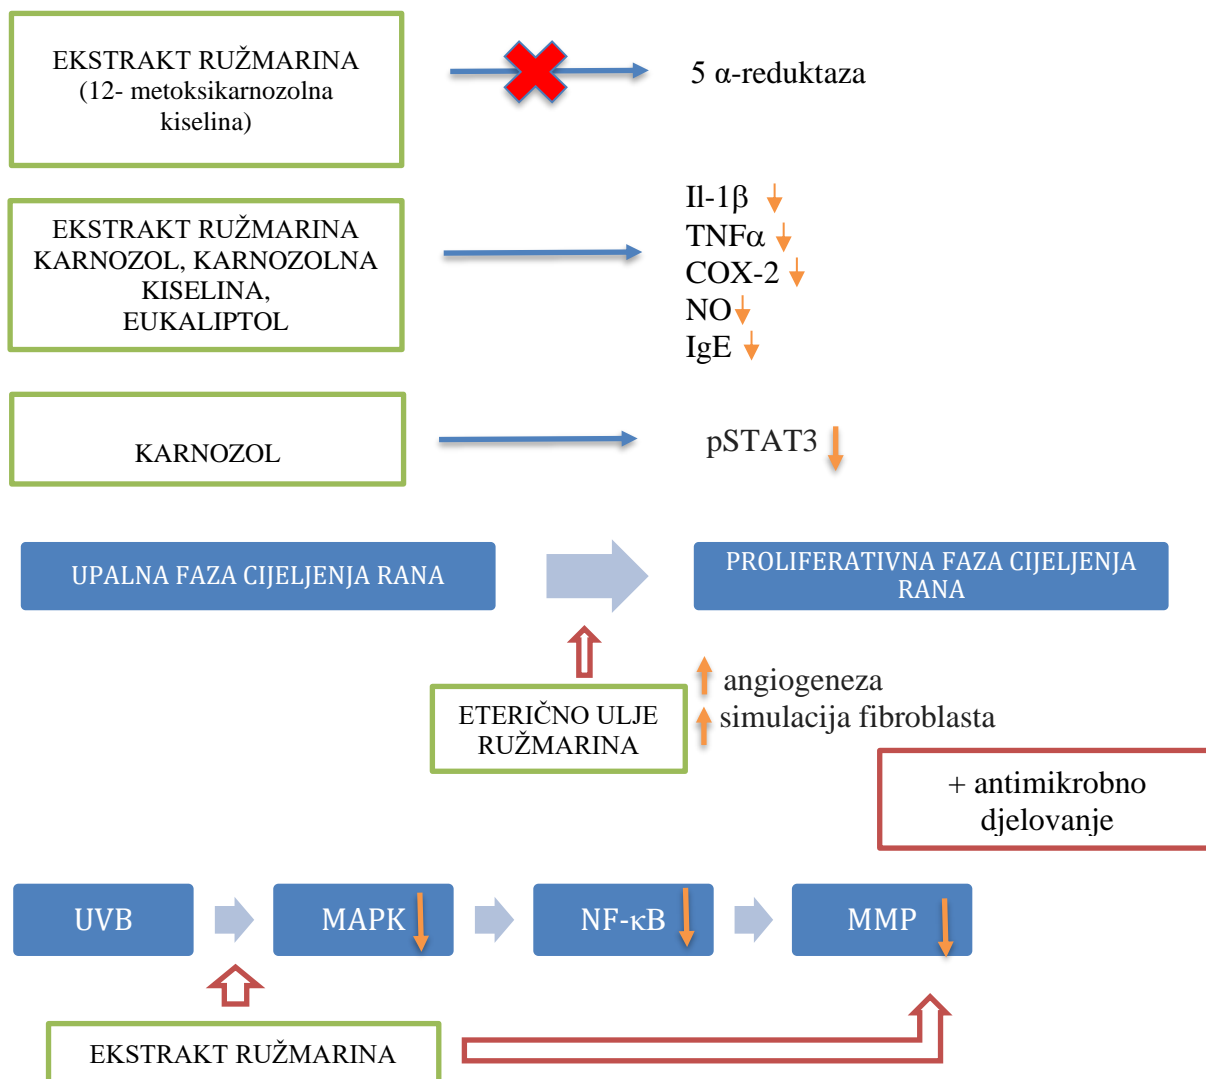 EKSTRAKT RUŽMARINA
(12- metoksikarnozolna
kiselina)
5 α-reduktaza
EKSTRAKT RUŽMARINA
KARNOZOL, KARNOZOLNA
KISELINA,
EUKALIPTOL
Il-1β
TNFα
COX-2
NO
IgE
KARNOZOL
pSTAT3
UPALNA FAZA CIJELJENJA RANA
PROLIFERATIVNA FAZA CIJELJENJA
RANA
ETERIČNO ULJE
RUŽMARINA
angiogeneza
simulacija fibroblasta
+ antimikrobno
djelovanje
UVB
MAPK
NF-κB
MMP
EKSTRAKT RUŽMARINA